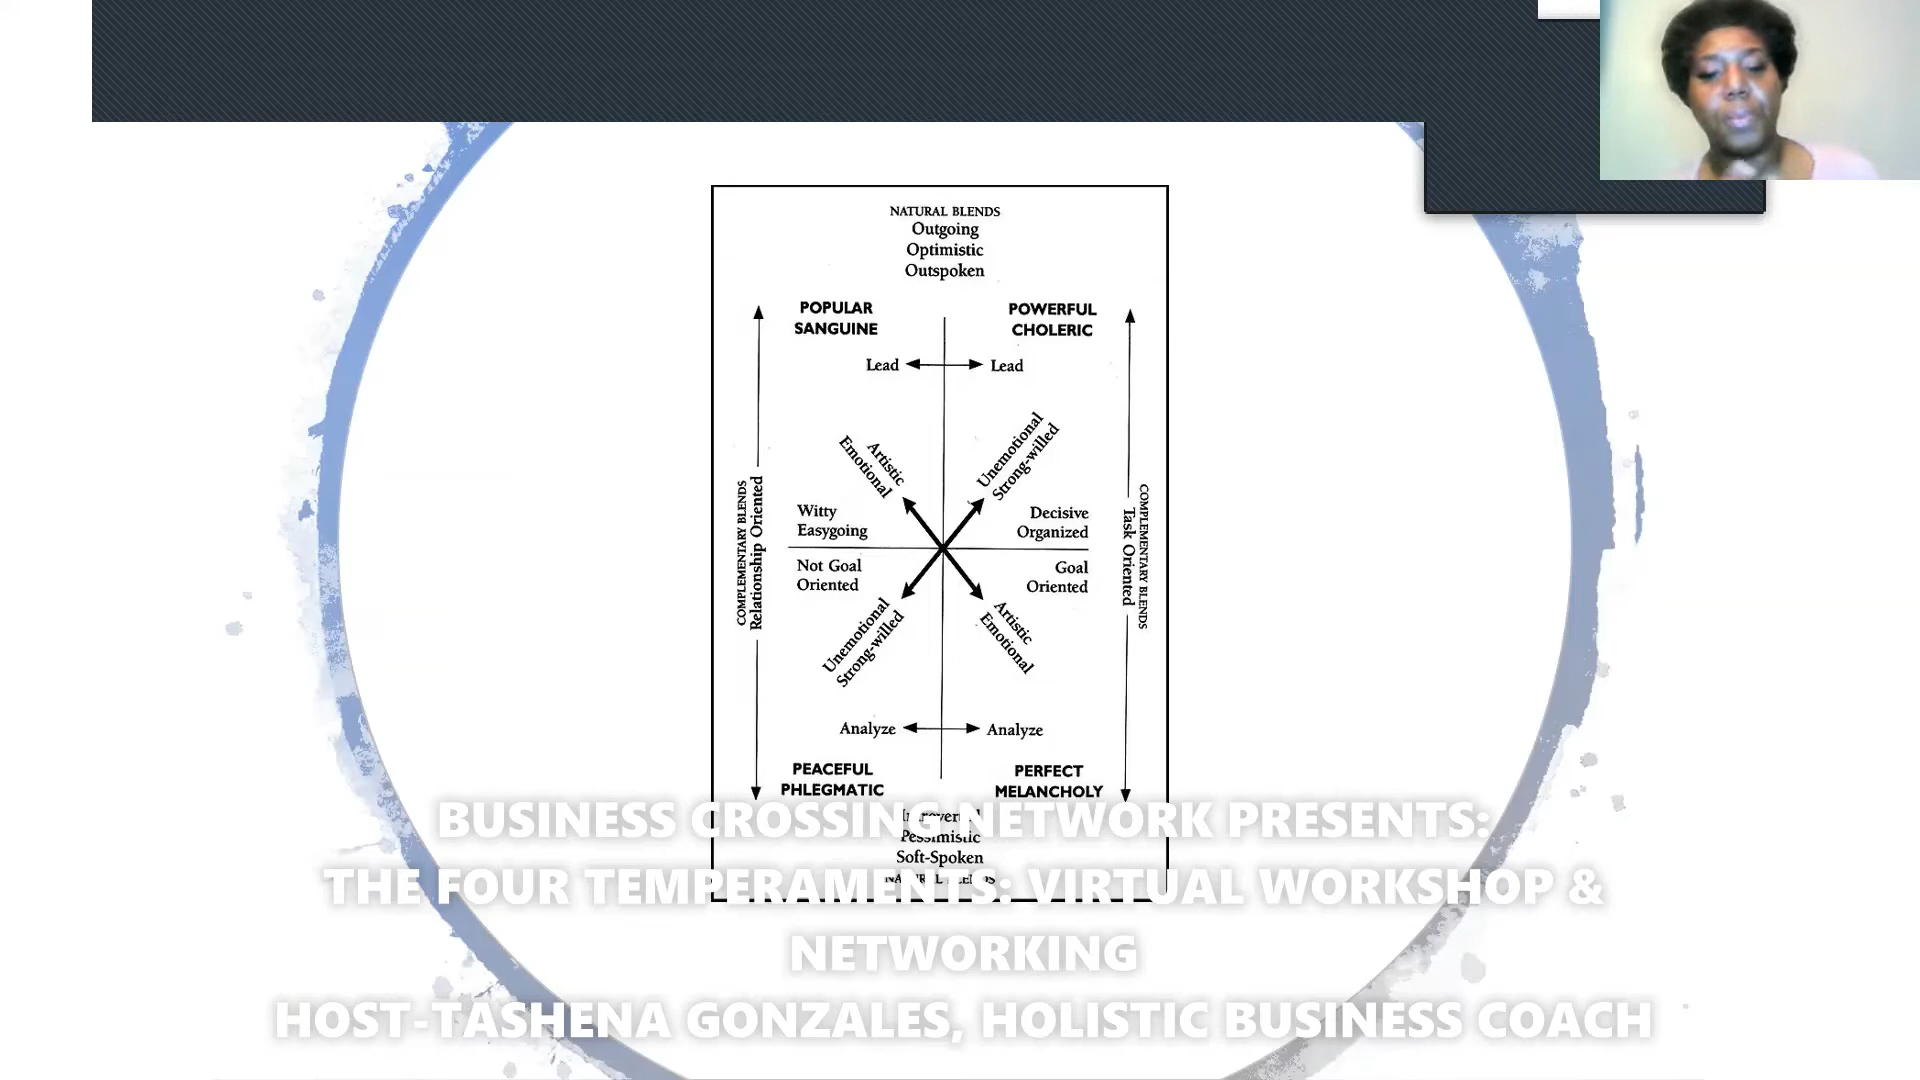 NATURAL BLENDS
Outgoing
Optimistic
Outspoken
POPULAR
SANGUINE
POWERFUL
CHOLERIC
Lead
Lead
Artistic
Emotional
Unemotional
Strong-willed
COMPLEMENTARY BLENDS
Relationship Oriented
Witty
Easygoing
Decisive
Organized
COMPLEMENTARY BLENDS
Task Oriented
Not Goal
Oriented
Goal
Oriented
Unemotional
Strong-willed
Artistic
Emotional
Analyze
Analyze
PEACEFUL
PHLEGMATIC
PERFECT
MELANCHOLY
Pessimistic
Soft-Spoken
BUSINESS CROSSING NETWORK PRESENTS:
THE FOUR TEMPERAMENTS: VIRTUAL WORKSHOP &
NETWORKING
HOST-TASHENA GONZALES, HOLISTIC BUSINESS COACH